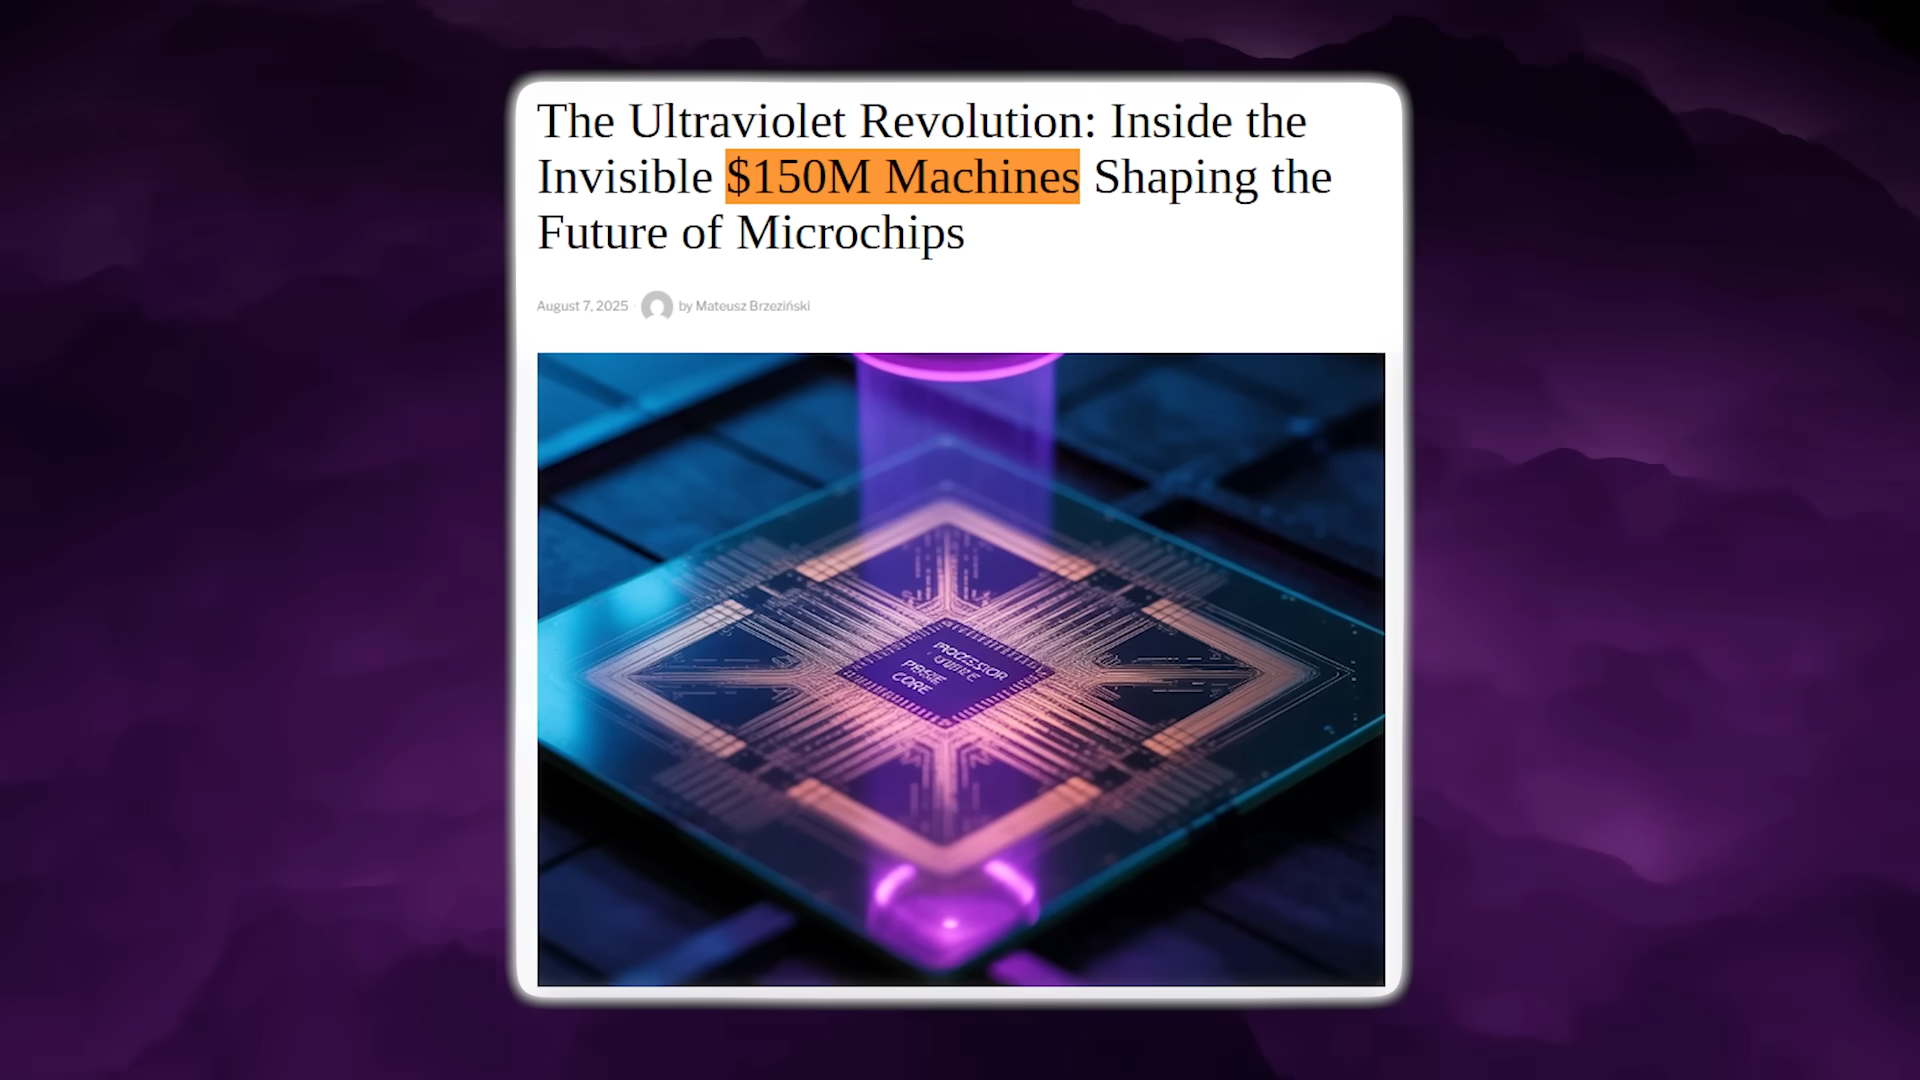 The Ultraviolet Revolution: Inside the
Invisible $150M Machines Shaping the
Future of Microchips
August 7, 2025 by Mateusz Brzeziński
CORE